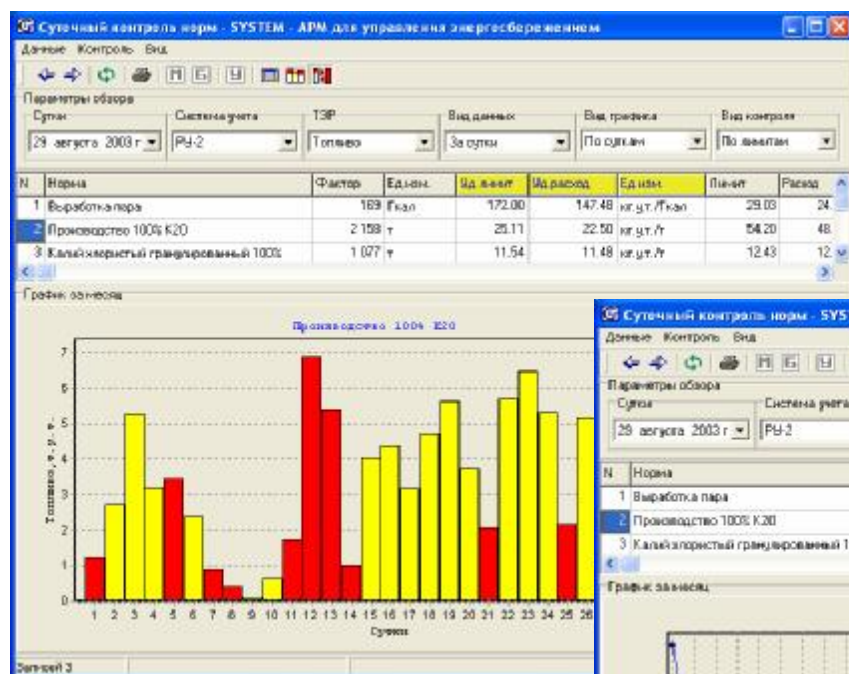 Суточный контроль норм - SYSTEM - АРМ для управления энергосбережением
Данные Контроль Вид
М Б У
Параметры обзора
Сутки Система учета ТЭР Вид данных Вид графика Вид контроля
29 августа 2003 г РУ-2 Топливо За сутки По суткам По лимитам
N Норма Фактор Ед.изм. Уд.лимит Уд.расход Ед.изм. Лимит Расход
1 Выработка пара 169 Гкал 172.00 147.48 кг.у.т./Гкал 29.03 24.
2 Производство 100% К2О 2 158 т 25.11 22.50 кг.у.т./т 54.20 48.
3 Калий хлористый гранулированный 100% 1 077 т 11.54 11.48 кг.у.т./т 12.43 12.
График за месяц
Производство 100% К2О
Топливо, т.у.т.
7
6
5
4
3
2
1
0
1 2 3 4 5 6 7 8 9 10 11 12 13 14 15 16 17 18 19 20 21 22 23 24 25 26
Сутки
Записей 3
Суточный контроль норм - SYS
Данные Контроль Вид
М Б У
Параметры обзора
Сутки Система учета
29 августа 2003 г РУ-2
N Норма
1 Выработка пара
2 Производство 100% К2О
3 Калий хлористый гранулированный 1
График за месяц